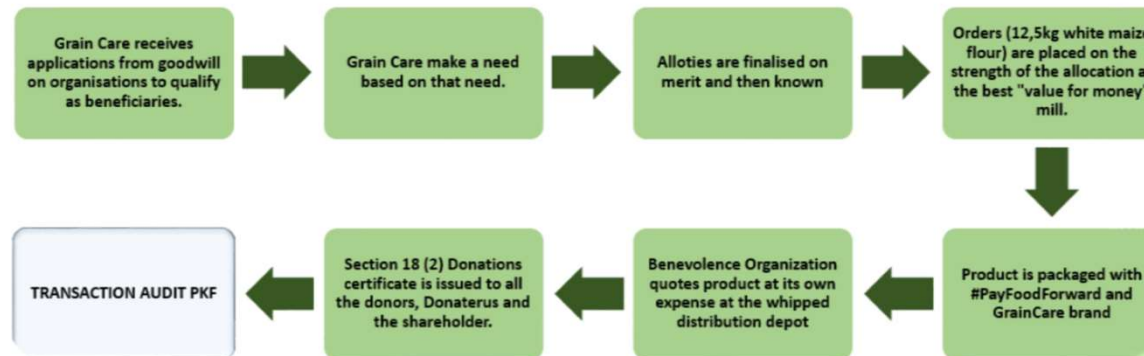 Grain Care receives
applications from goodwill
on organisations to qualify
as beneficiaries.
Grain Care make a need
based on that need.
Alloties are finalised on
merit and then known
Orders (12,5kg white maize
flour) are placed on the
strength of the allocation a
the best "value for money"
mill.
Product is packaged with
#PayFoodForward and
GrainCare brand
Benevolence Organization
quotes product at its own
expense at the whipped
distribution depot
Section 18 (2) Donations
certificate is issued to all
the donors, Donaterus and
the shareholder.
TRANSACTION AUDIT PKF